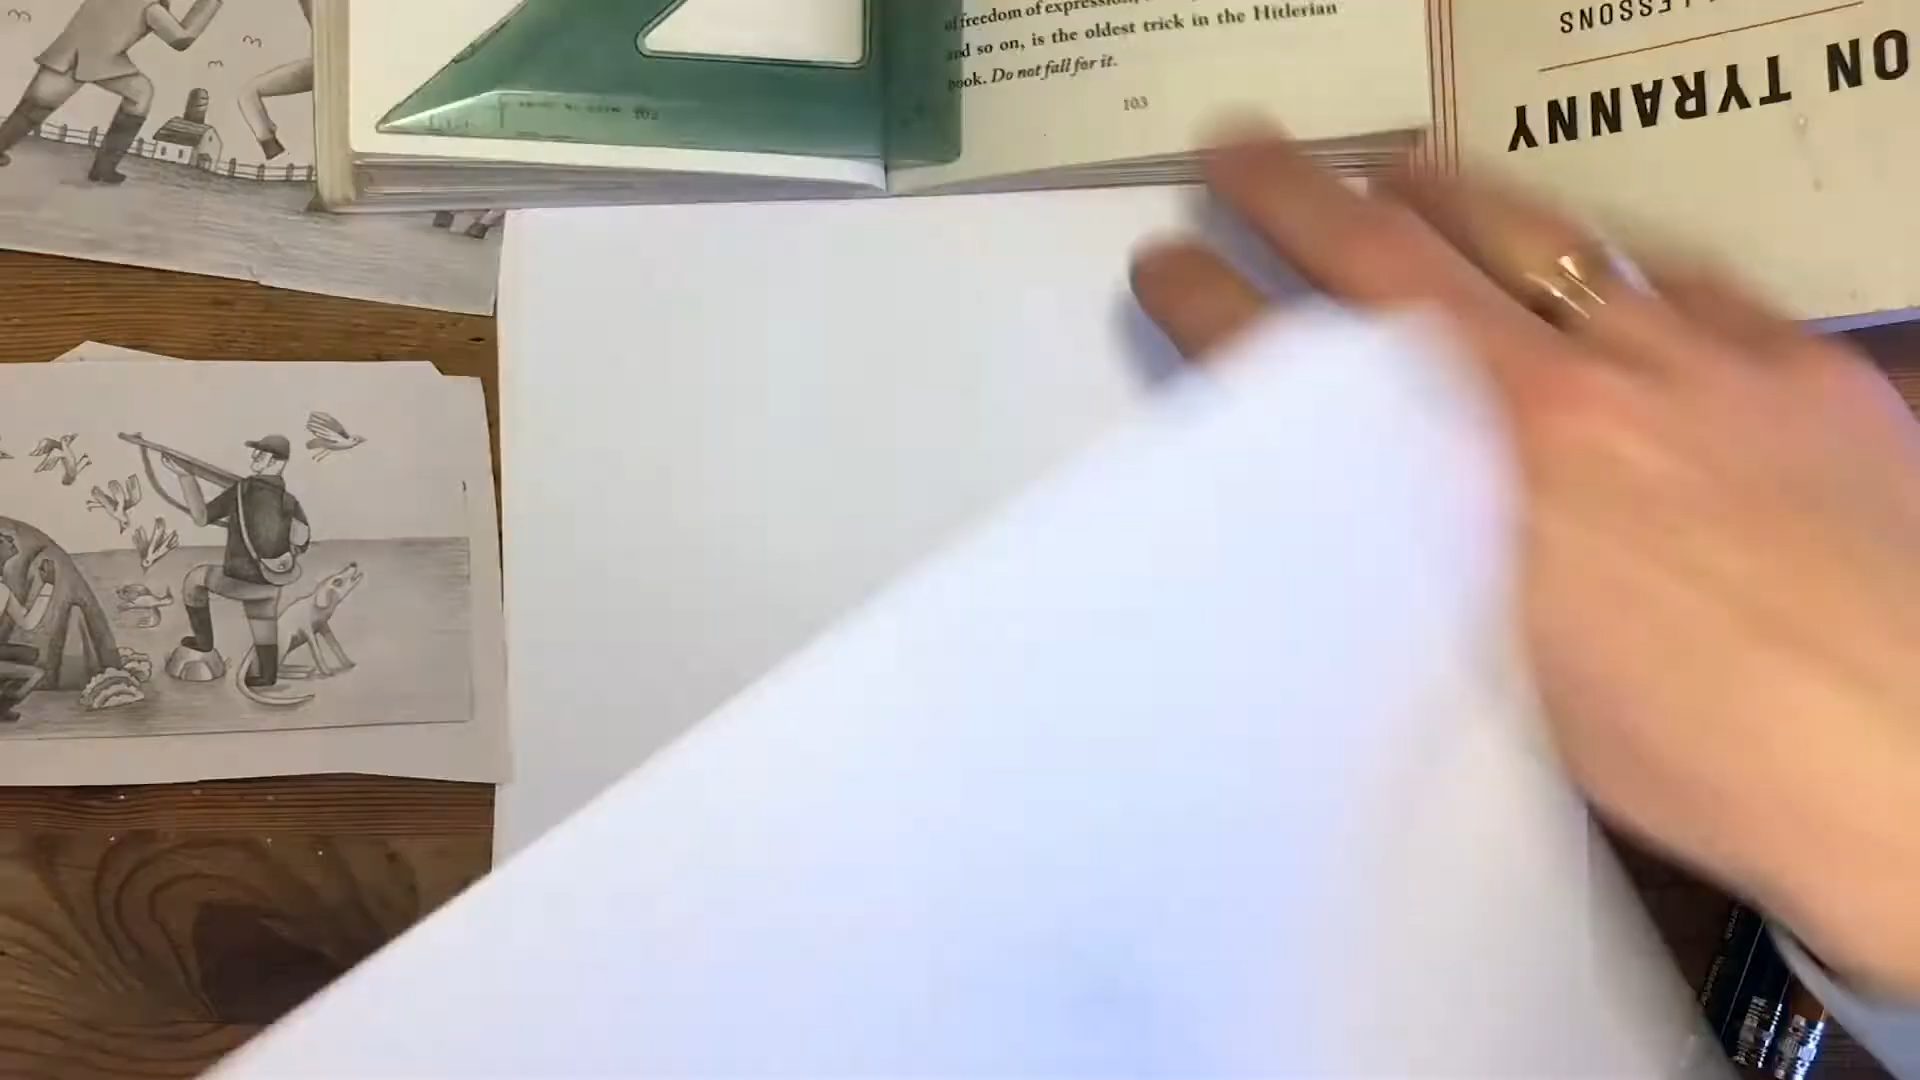 of freedom of expression,
and so on, is the oldest trick in the Hitlerian
book. Do not fall for it.
103
LESSONS
ON TYRANNY